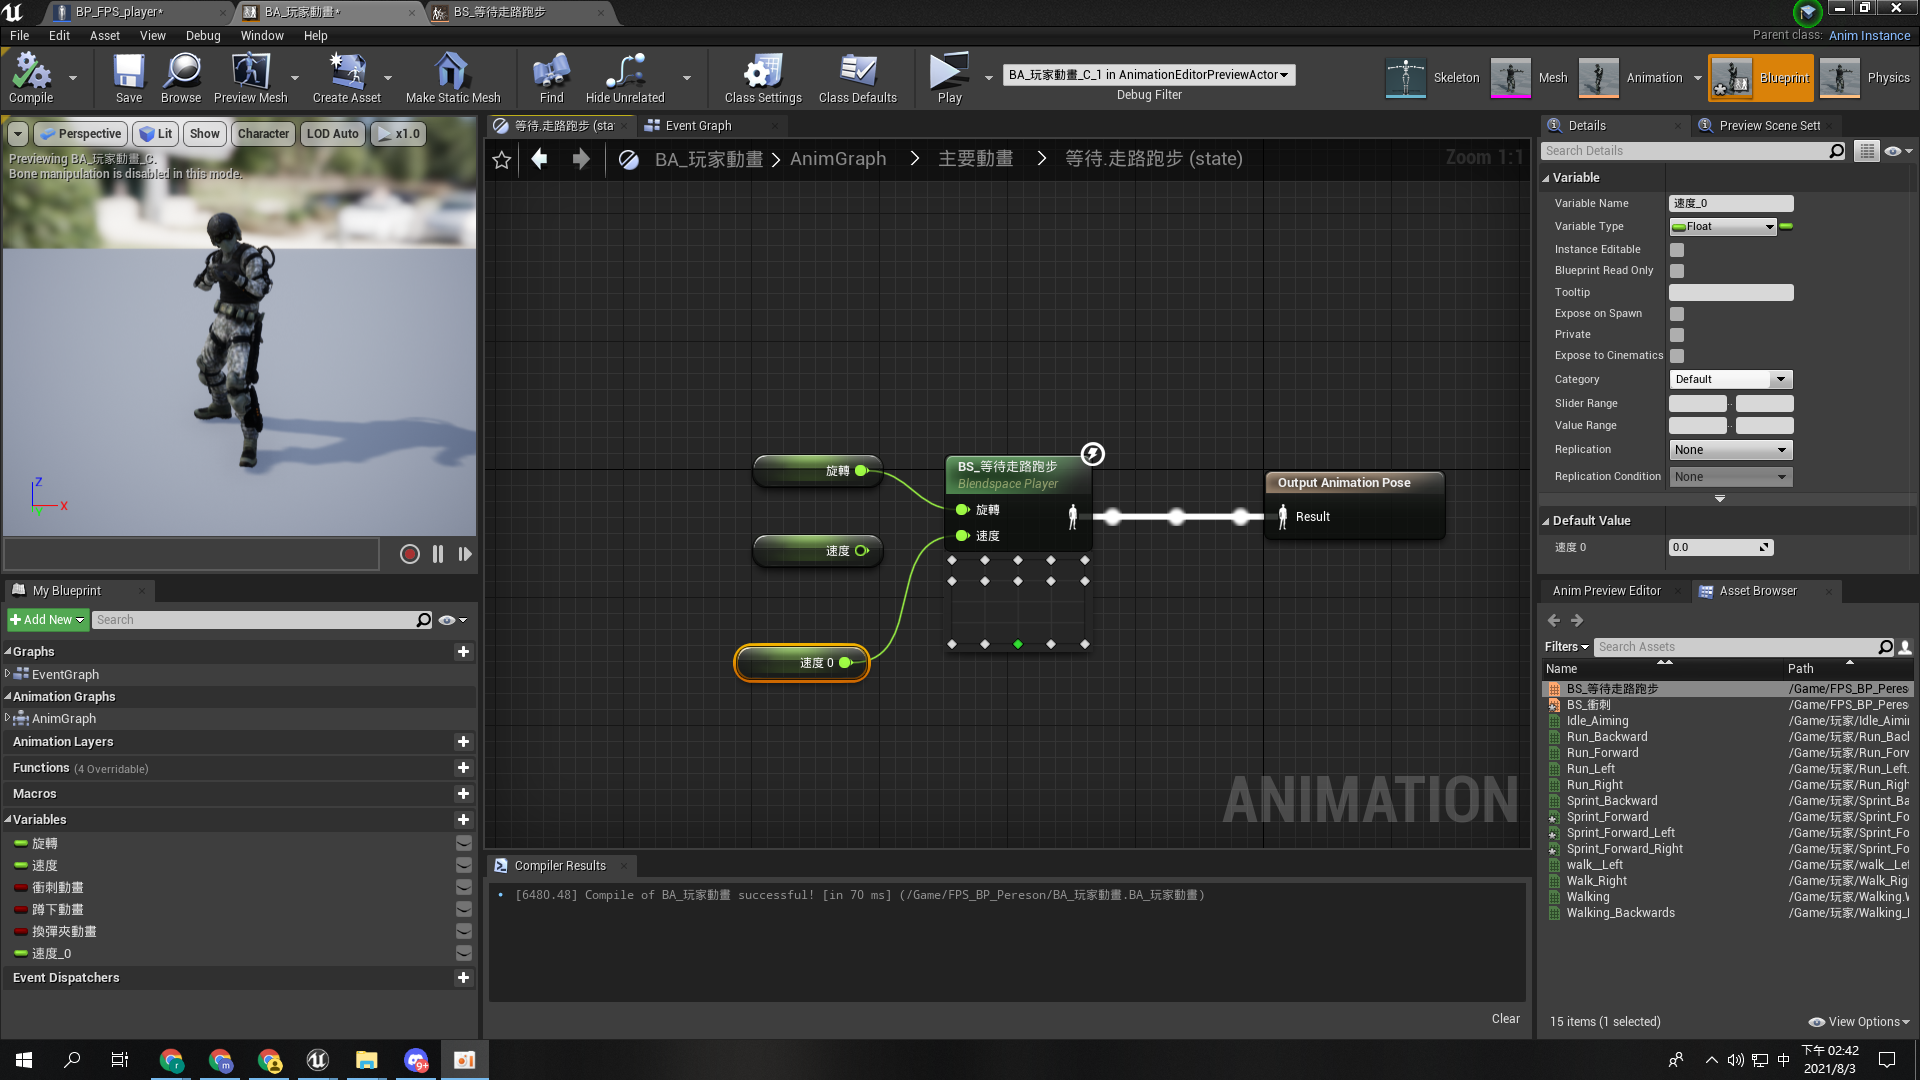 BP_FPS_player*
BA_玩家動畫*
BS_等待走路跑步
File Edit Asset View Debug Window Help
Parent class: Anim Instance
Compile
Save
Browse
Preview Mesh
Create Asset
Make Static Mesh
Find
Hide Unrelated
Class Settings
Class Defaults
Play
BA_玩家動畫_C_1 in AnimationEditorPreviewActor
Debug Filter
Skeleton
Mesh
Animation
Blueprint
Physics
Perspective
Lit
Show
Character
LOD Auto
x1.0
Previewing BA_玩家動畫_C.
Bone manipulation is disabled in this mode.
Z
X
My Blueprint
Add New
Search
Graphs
EventGraph
Animation Graphs
AnimGraph
Animation Layers
Functions (4 Overridable)
Macros
Variables
旋轉
速度
衝刺動畫
蹲下動畫
換彈夾動畫
速度_0
Event Dispatchers
等待.走路跑步 (sta
Event Graph
BA_玩家動畫 > AnimGraph > 主要動畫 > 等待.走路跑步 (state)
Zoom 1:1
旋轉
速度
速度 0
BS_等待走路跑步
Blendspace Player
旋轉
速度
Output Animation Pose
Result
ANIMATION
Compiler Results
[6480.48] Compile of BA_玩家動畫 successful! [in 70 ms] (/Game/FPS_BP_Pereson/BA_玩家動畫.BA_玩家動畫)
Clear
Details
Preview Scene Sett
Search Details
Variable
Variable Name 速度_0
Variable Type Float
Instance Editable
Blueprint Read Only
Tooltip
Expose on Spawn
Private
Expose to Cinematics
Category Default
Slider Range
Value Range
Replication None
Replication Condition None
Default Value
速度 0 0.0
Anim Preview Editor
Asset Browser
Filters
Search Assets
Name Path
BS_等待走路跑步 /Game/FPS_BP_Peres
BS_衝刺 /Game/FPS_BP_Peres
Idle_Aiming /Game/玩家/Idle_Aimi
Run_Backward /Game/玩家/Run_Bacl
Run_Forward /Game/玩家/Run_Forw
Run_Left /Game/玩家/Run_Left.
Run_Right /Game/玩家/Run_Righ
Sprint_Backward /Game/玩家/Sprint_Ba
Sprint_Forward /Game/玩家/Sprint_Fo
Sprint_Forward_Left /Game/玩家/Sprint_Fo
Sprint_Forward_Right /Game/玩家/Sprint_Fo
walk__Left /Game/玩家/walk__Lef
Walk_Right /Game/玩家/Walk_Rig
Walking /Game/玩家/Walking.W
Walking_Backwards /Game/玩家/Walking_I
15 items (1 selected)
View Options
中
下午 02:42
2021/8/3